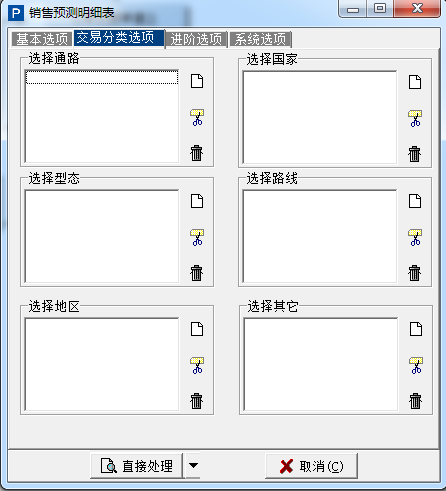 销售预测明细表
基本选项 交易分类选项 进阶选项 系统选项
选择通路 选择国家
选择型态 选择路线
选择地区 选择其它
直接处理 取消(C)